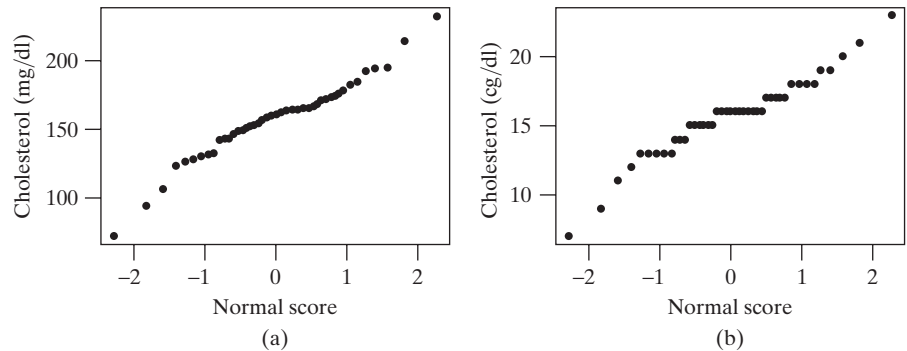 Cholesterol (mg/dl)
200
150
100
−2
−1
0
1
2
Normal score
(a)
Cholesterol (cg/dl)
20
15
10
−2
−1
0
1
2
Normal score
(b)